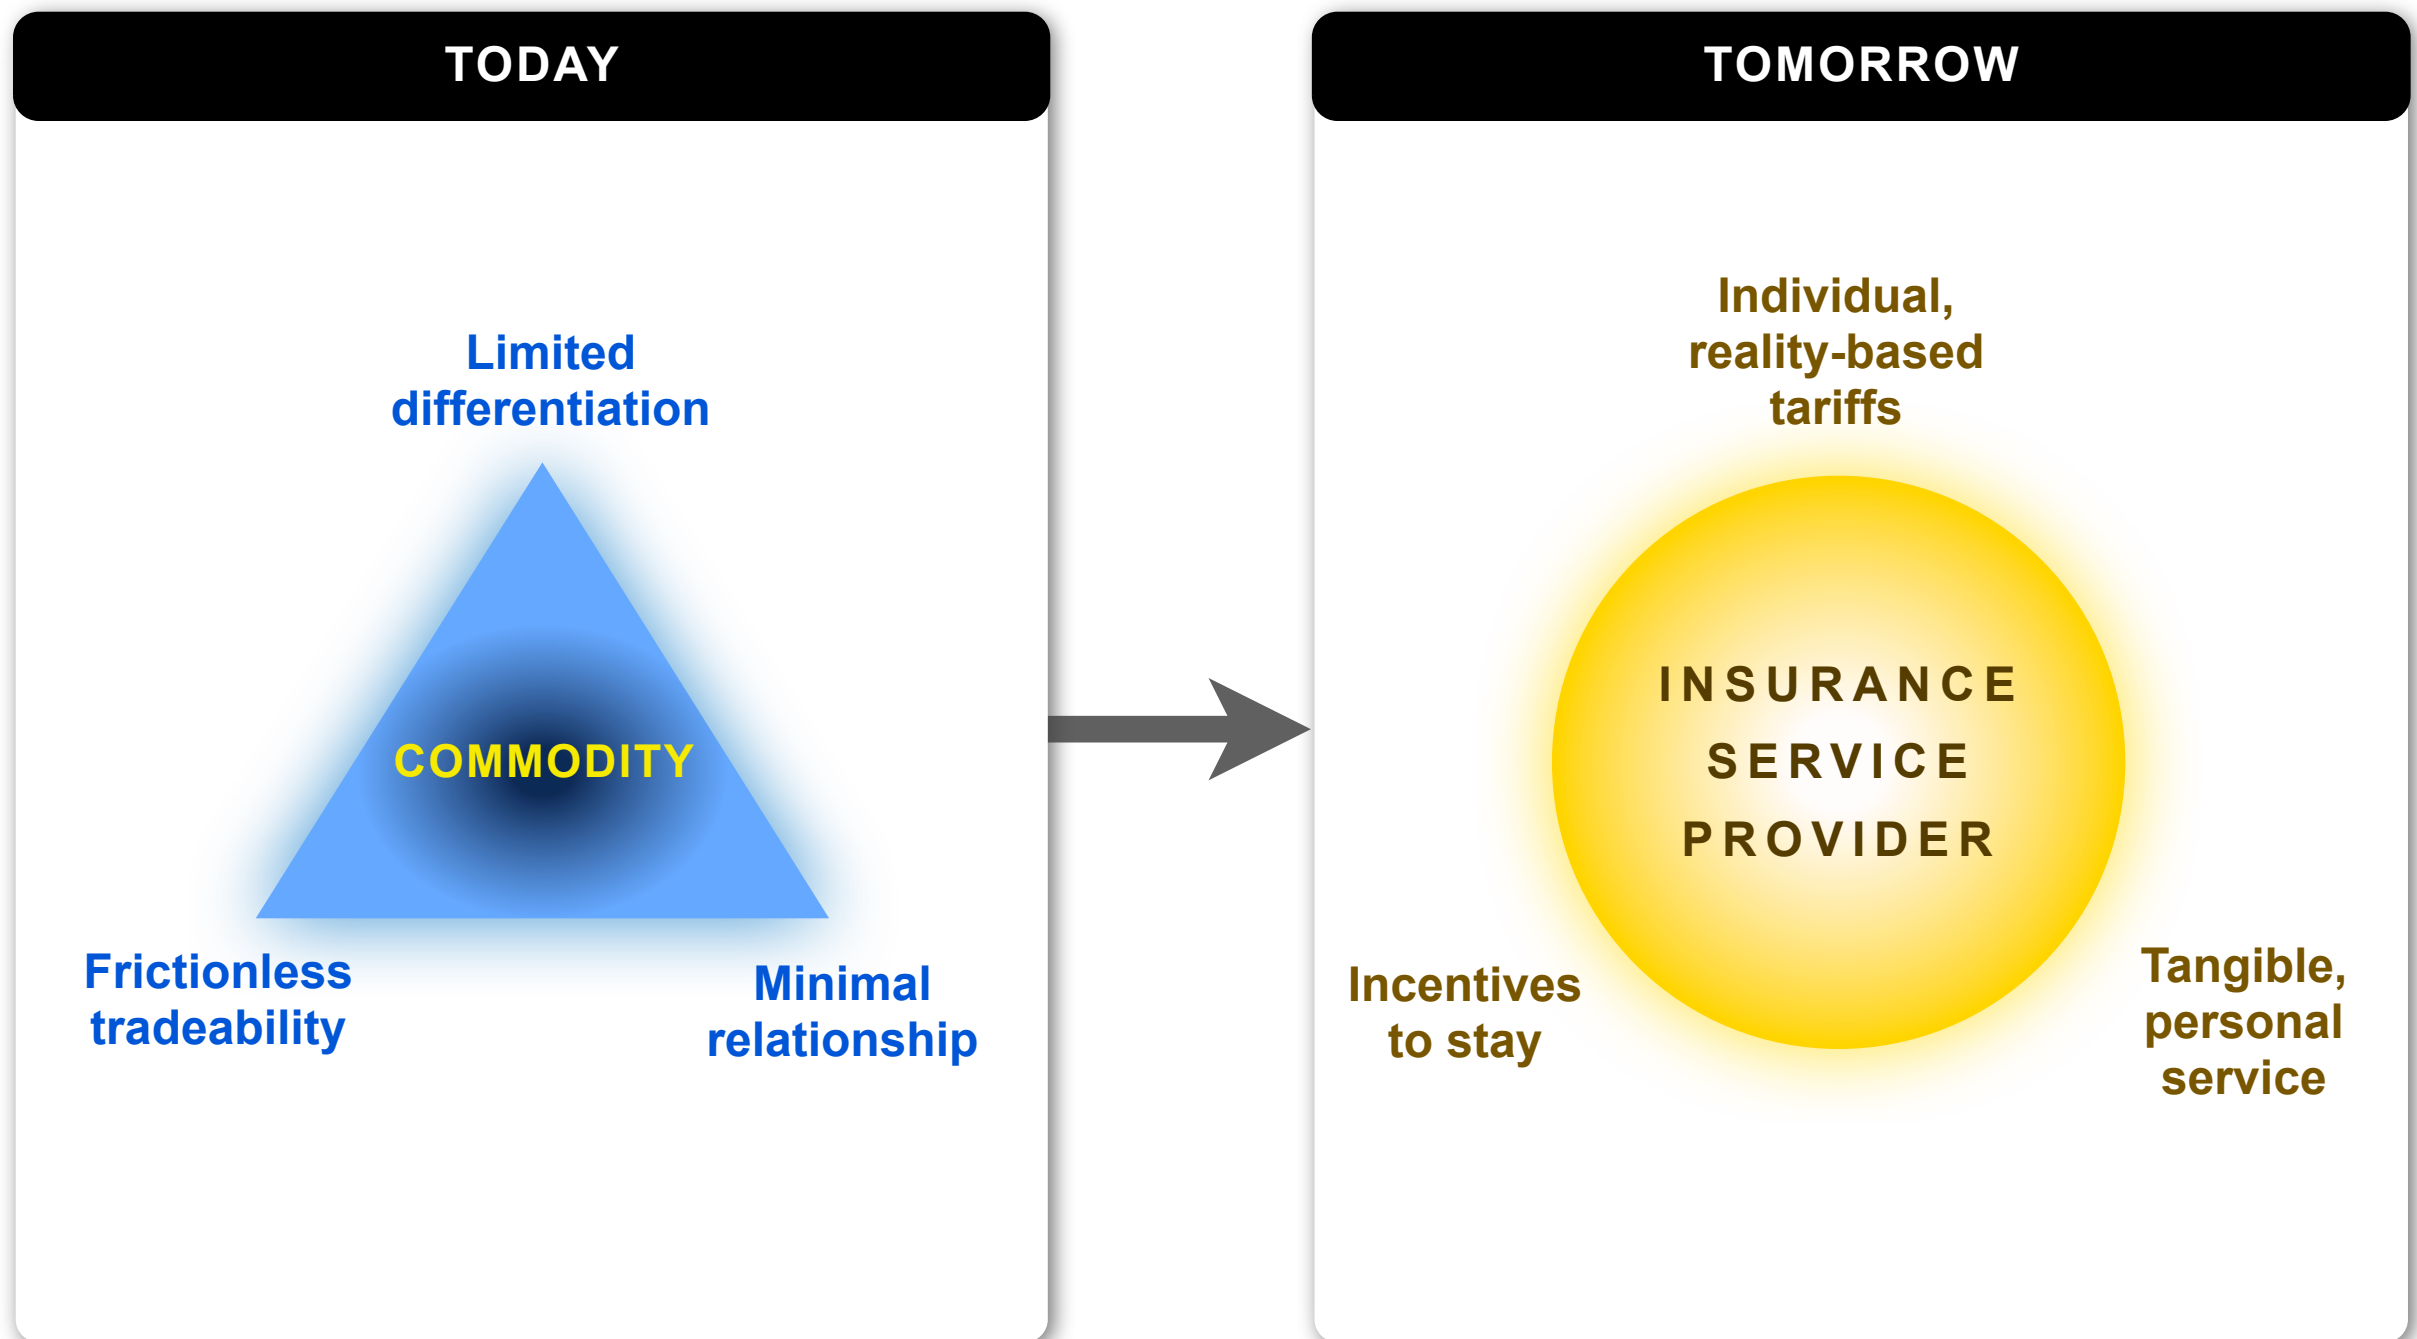 TODAY
Limited
differentiation
COMMODITY
Frictionless
tradeability
Minimal
relationship
TOMORROW
Individual,
reality-based
tariffs
INSURANCE
SERVICE
PROVIDER
Incentives
to stay
Tangible,
personal
service